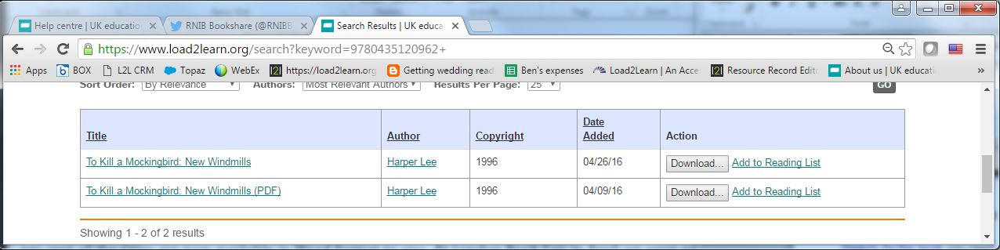 Help centre | UK educatio
RNIB Bookshare (@RNIBB
Search Results | UK educa
https://www.load2learn.org/search?keyword=9780435120962+
Apps BOX L2L CRM Topaz WebEx https://load2learn.org Getting wedding read Ben's expenses Load2Learn | An Acce Resource Record Edito About us | UK educati »
Sort Order: By Relevance Authors: Most Relevant Authors Results Per Page: 25 GO
Title Author Copyright Date Added Action
To Kill a Mockingbird: New Windmills Harper Lee 1996 04/26/16 Download... Add to Reading List
To Kill a Mockingbird: New Windmills (PDF) Harper Lee 1996 04/09/16 Download... Add to Reading List
Showing 1 - 2 of 2 results